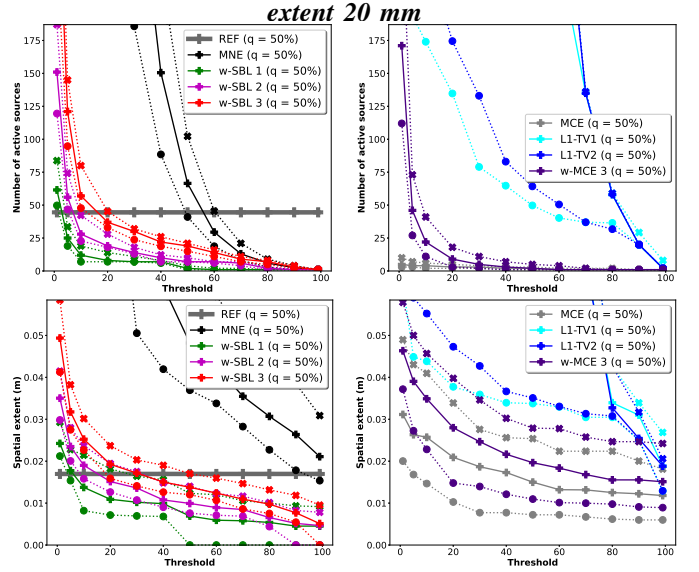 extent 20 mm
Number of active sources
175
150
125
100
75
50
25
0
0 20 40 60 80 100
Threshold
REF (q = 50%)
MNE (q = 50%)
w-SBL 1 (q = 50%)
w-SBL 2 (q = 50%)
w-SBL 3 (q = 50%)
Number of active sources
175
150
125
100
75
50
25
0
0 20 40 60 80 100
Threshold
MCE (q = 50%)
L1-TV1 (q = 50%)
L1-TV2 (q = 50%)
w-MCE 3 (q = 50%)
Spatial extent (m)
0.05
0.04
0.03
0.02
0.01
0.00
0 20 40 60 80 100
Threshold
REF (q = 50%)
MNE (q = 50%)
w-SBL 1 (q = 50%)
w-SBL 2 (q = 50%)
w-SBL 3 (q = 50%)
Spatial extent (m)
0.05
0.04
0.03
0.02
0.01
0.00
0 20 40 60 80 100
Threshold
MCE (q = 50%)
L1-TV1 (q = 50%)
L1-TV2 (q = 50%)
w-MCE 3 (q = 50%)